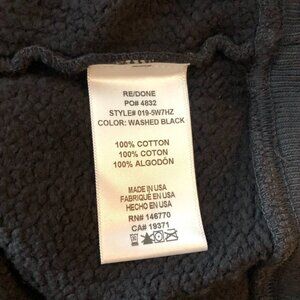 RE/DONE
PO# 4832
STYLE# 019-5W7HZ
COLOR: WASHED BLACK
100% COTTON
100% COTON
100% ALGODÓN
MADE IN USA
FABRIQUÉ EN USA
HECHO EN USA
RN# 146770
CA# 19371